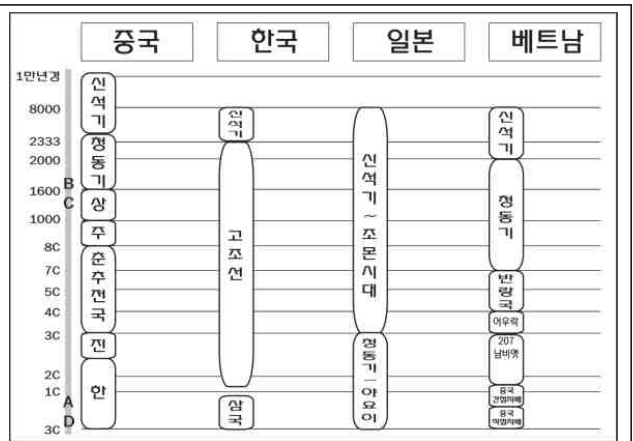 중국 한국 일본 베트남
1만년경
8000
2333
2000
1600
1000
8C
7C
5C
4C
3C
2C
1C
3C
BC
AD
신석기
청동기
상
주
춘추전국
진
한
신석기
고조선
삼국
신석기~조몬시대
청동기-야요이
신석기
청동기
반랑국
어우락
207
남비엣
중국
간접지배
중국
직접지배